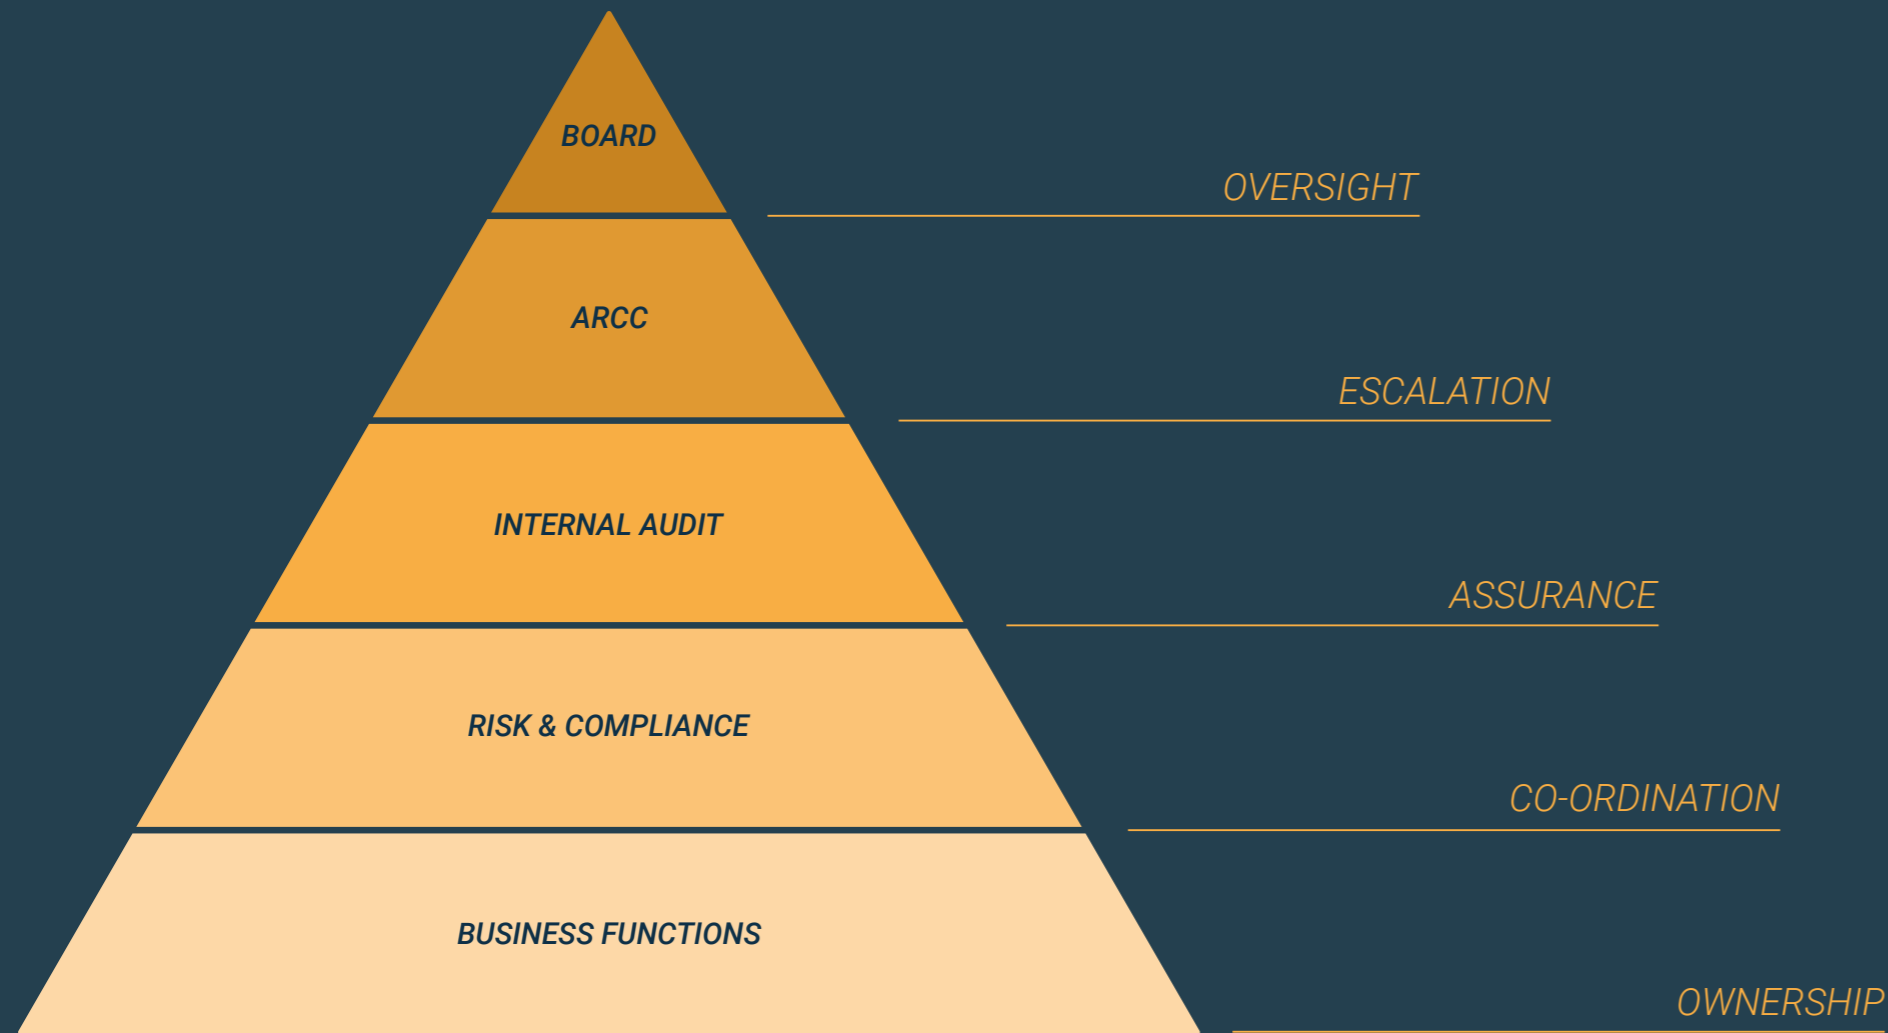 BOARD
OVERSIGHT
ARCC
ESCALATION
INTERNAL AUDIT
ASSURANCE
RISK & COMPLIANCE
CO-ORDINATION
BUSINESS FUNCTIONS
OWNERSHIP